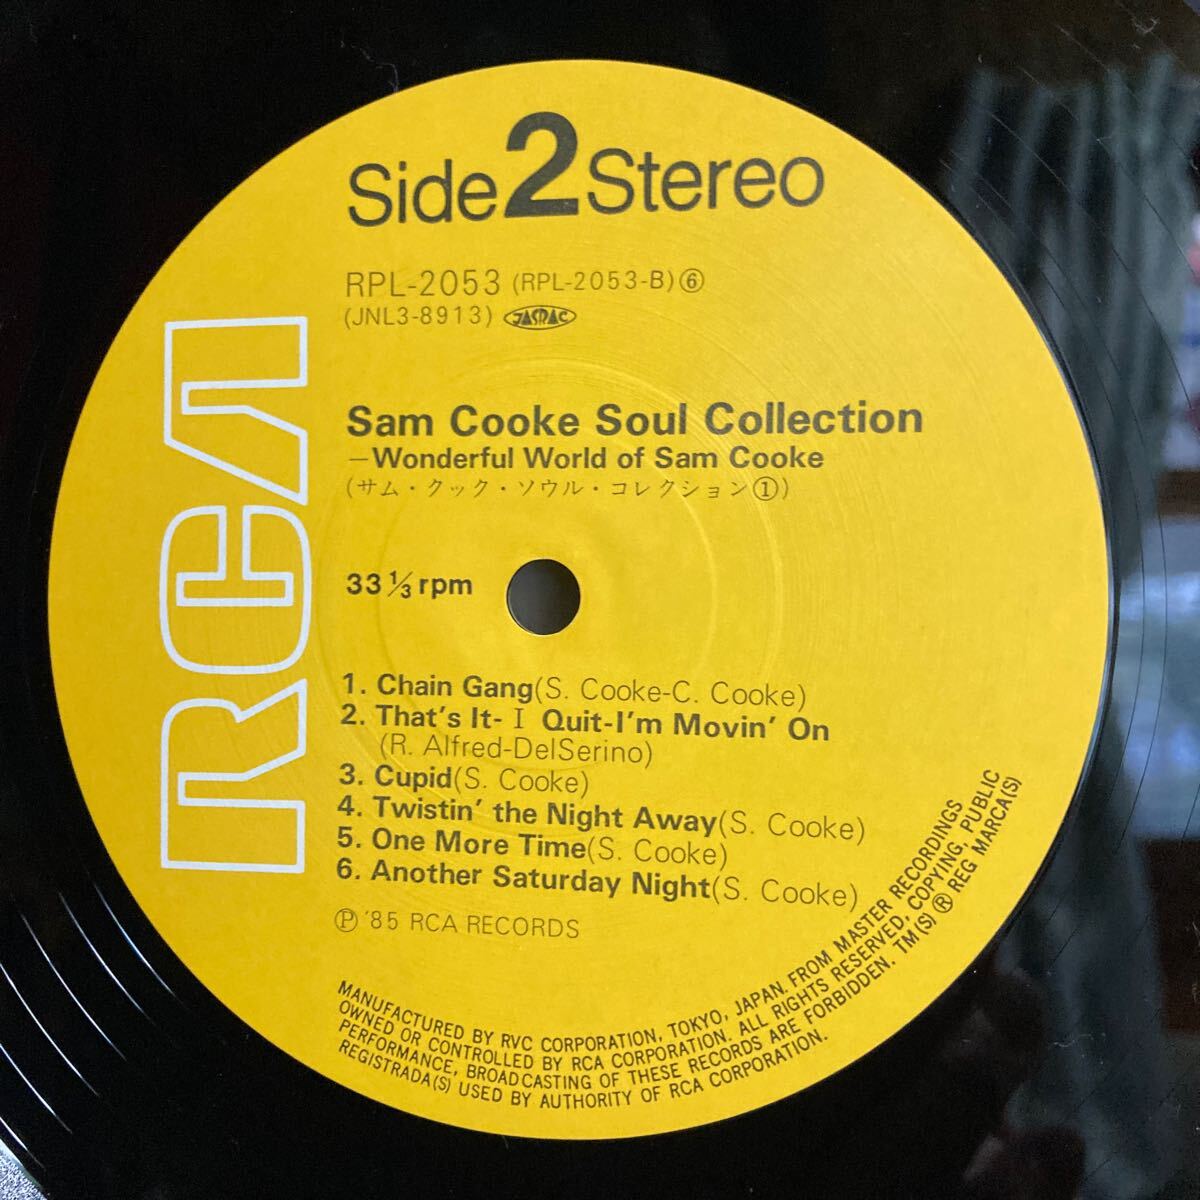 Side 2 Stereo
RPL-2053 (RPL-2053-B)⑥
(JNL3-8913) JASRAC
RCA
Sam Cooke Soul Collection
—Wonderful World of Sam Cooke
(サム・クック・ソウル・コレクション①)
33 1/3 rpm
1. Chain Gang(S. Cooke-C. Cooke)
2. That's It- I Quit-I'm Movin' On
(R. Alfred-DelSerino)
3. Cupid(S. Cooke)
4. Twistin' the Night Away(S. Cooke)
5. One More Time(S. Cooke)
6. Another Saturday Night(S. Cooke)
Ⓟ '85 RCA RECORDS
MANUFACTURED BY RVC CORPORATION, TOKYO, JAPAN. FROM MASTER RECORDINGS
OWNED OR CONTROLLED BY RCA CORPORATION. ALL RIGHTS RESERVED, COPYING, PUBLIC
PERFORMANCE, BROADCASTING OF THESE RECORDS ARE FORBIDDEN. TM(S) ® REG MARCA(S)
REGISTRADA(S) USED BY AUTHORITY OF RCA CORPORATION.